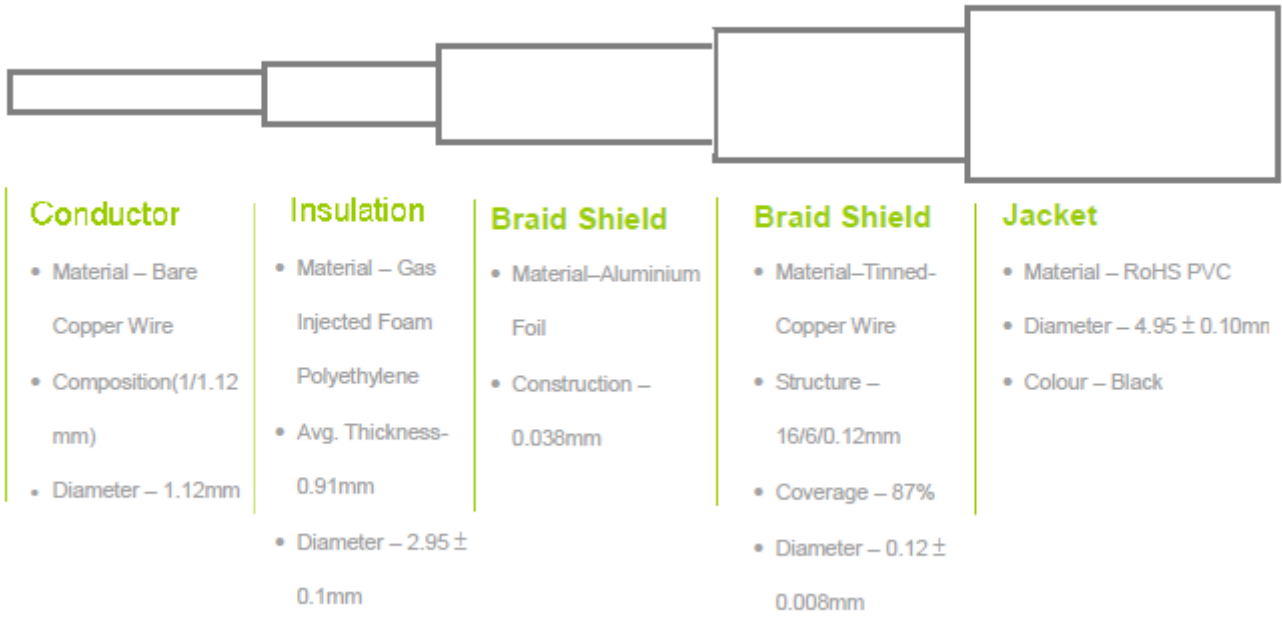 Conductor
• Material – Bare
Copper Wire
• Composition(1/1.12
mm)
• Diameter – 1.12mm
Insulation
• Material – Gas
Injected Foam
Polyethylene
• Avg. Thickness-
0.91mm
• Diameter – 2.95 ±
0.1mm
Braid Shield
• Material–Aluminium
Foil
• Construction –
0.038mm
Braid Shield
• Material–Tinned-
Copper Wire
• Structure –
16/6/0.12mm
• Coverage – 87%
• Diameter – 0.12 ±
0.008mm
Jacket
• Material – RoHS PVC
• Diameter – 4.95 ± 0.10mm
• Colour – Black